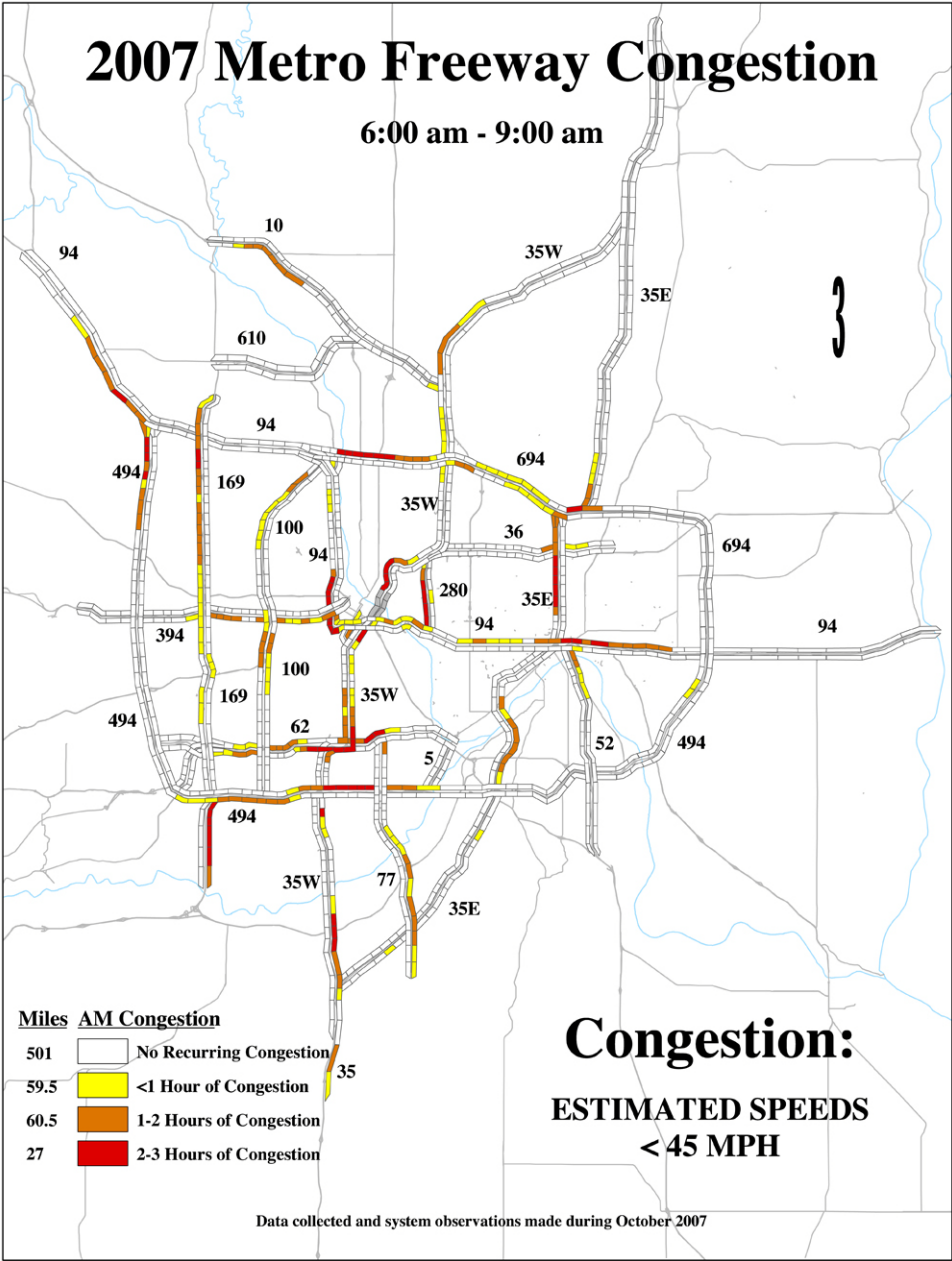 2007 Metro Freeway Congestion
6:00 am - 9:00 am
10
94
35W
35E
3
610
94
694
494
169
35W
100
36
94
694
280
35E
94
94
394
100
169
35W
494
62
52
494
5
494
35W
77
35E
Miles AM Congestion
501 No Recurring Congestion
59.5 <1 Hour of Congestion
60.5 1-2 Hours of Congestion
27 2-3 Hours of Congestion
35
Congestion:
ESTIMATED SPEEDS
< 45 MPH
Data collected and system observations made during October 2007